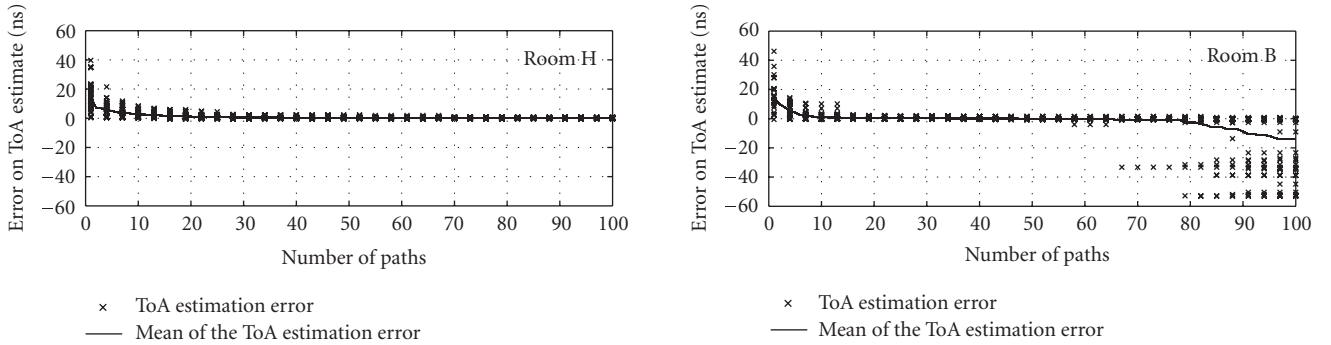 Error on ToA estimate (ns)
60
40
20
0
−20
−40
−60
Room H
0 10 20 30 40 50 60 70 80 90 100
Number of paths
× ToA estimation error
Mean of the ToA estimation error
Error on ToA estimate (ns)
60
40
20
0
−20
−40
−60
Room B
0 10 20 30 40 50 60 70 80 90 100
Number of paths
× ToA estimation error
Mean of the ToA estimation error